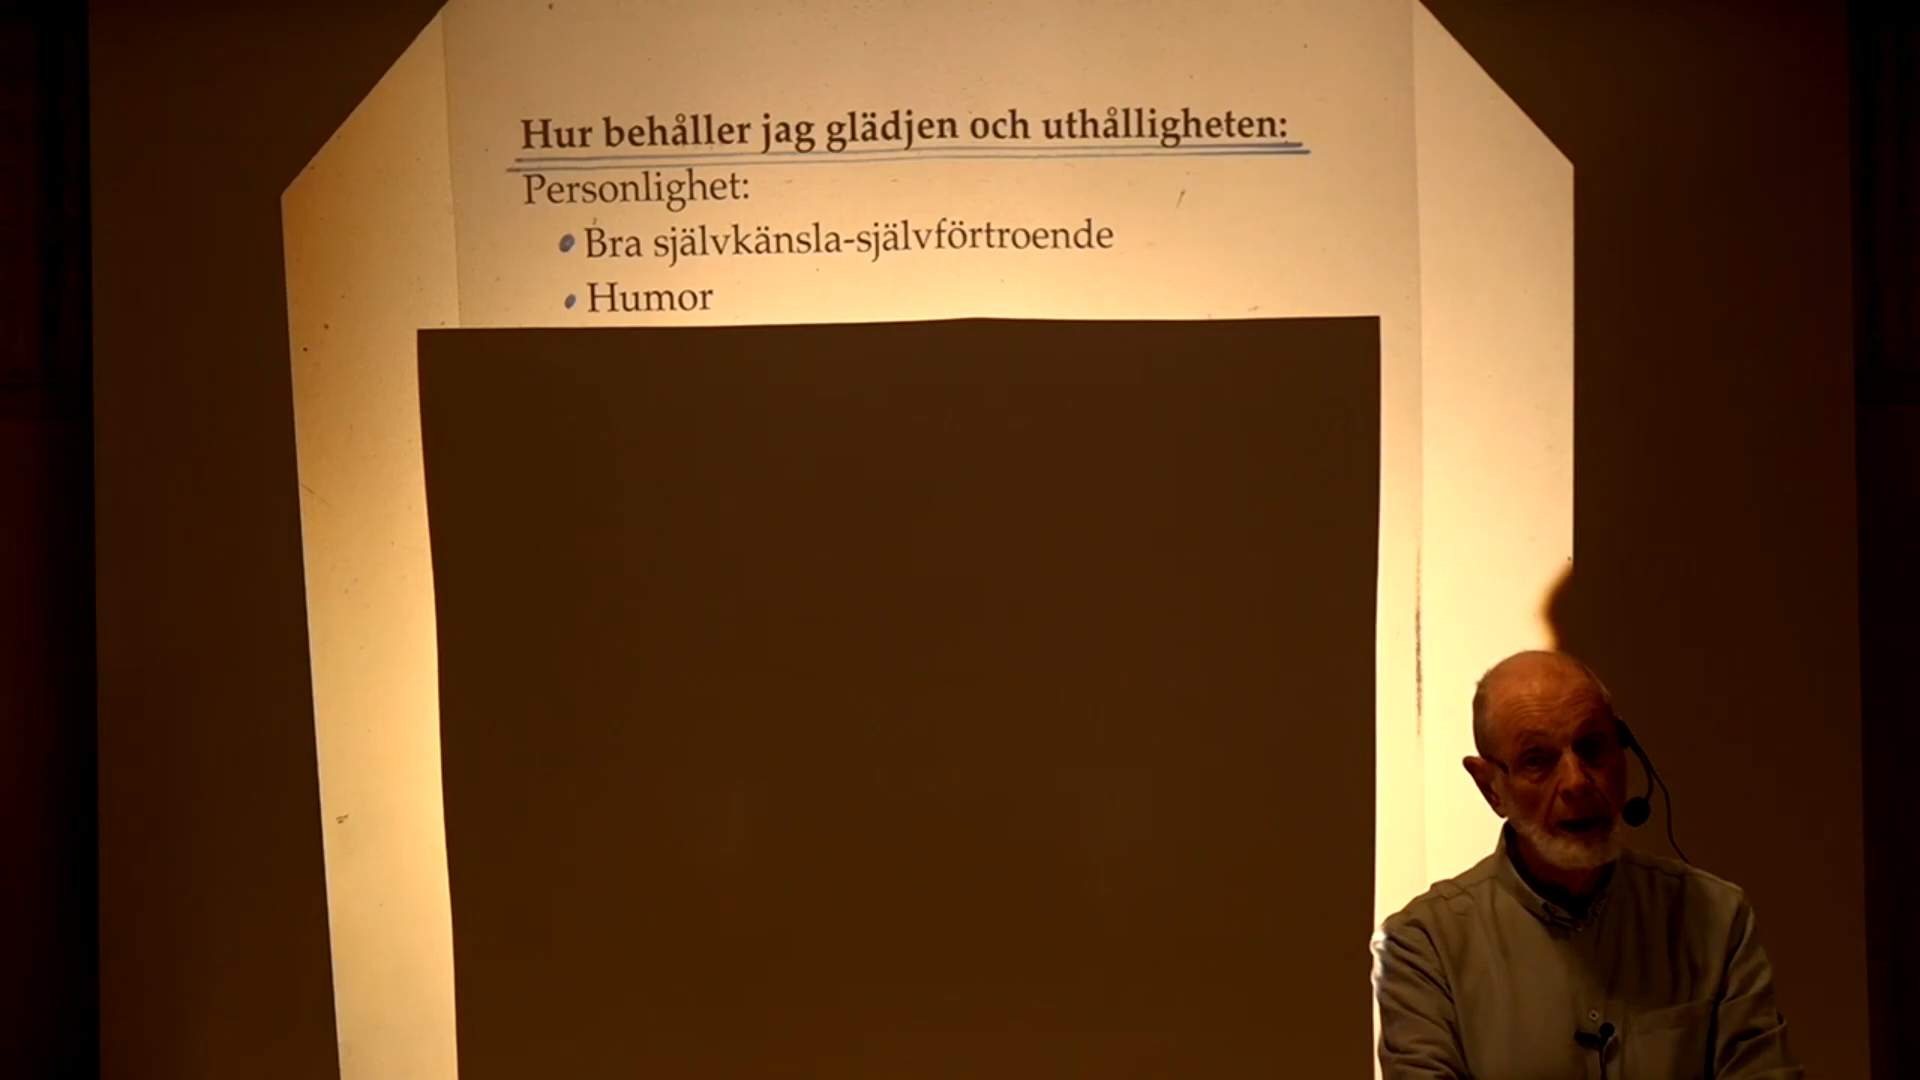 Hur behåller jag glädjen och uthålligheten:
Personlighet:
• Bra självkänsla-självförtroende
• Humor